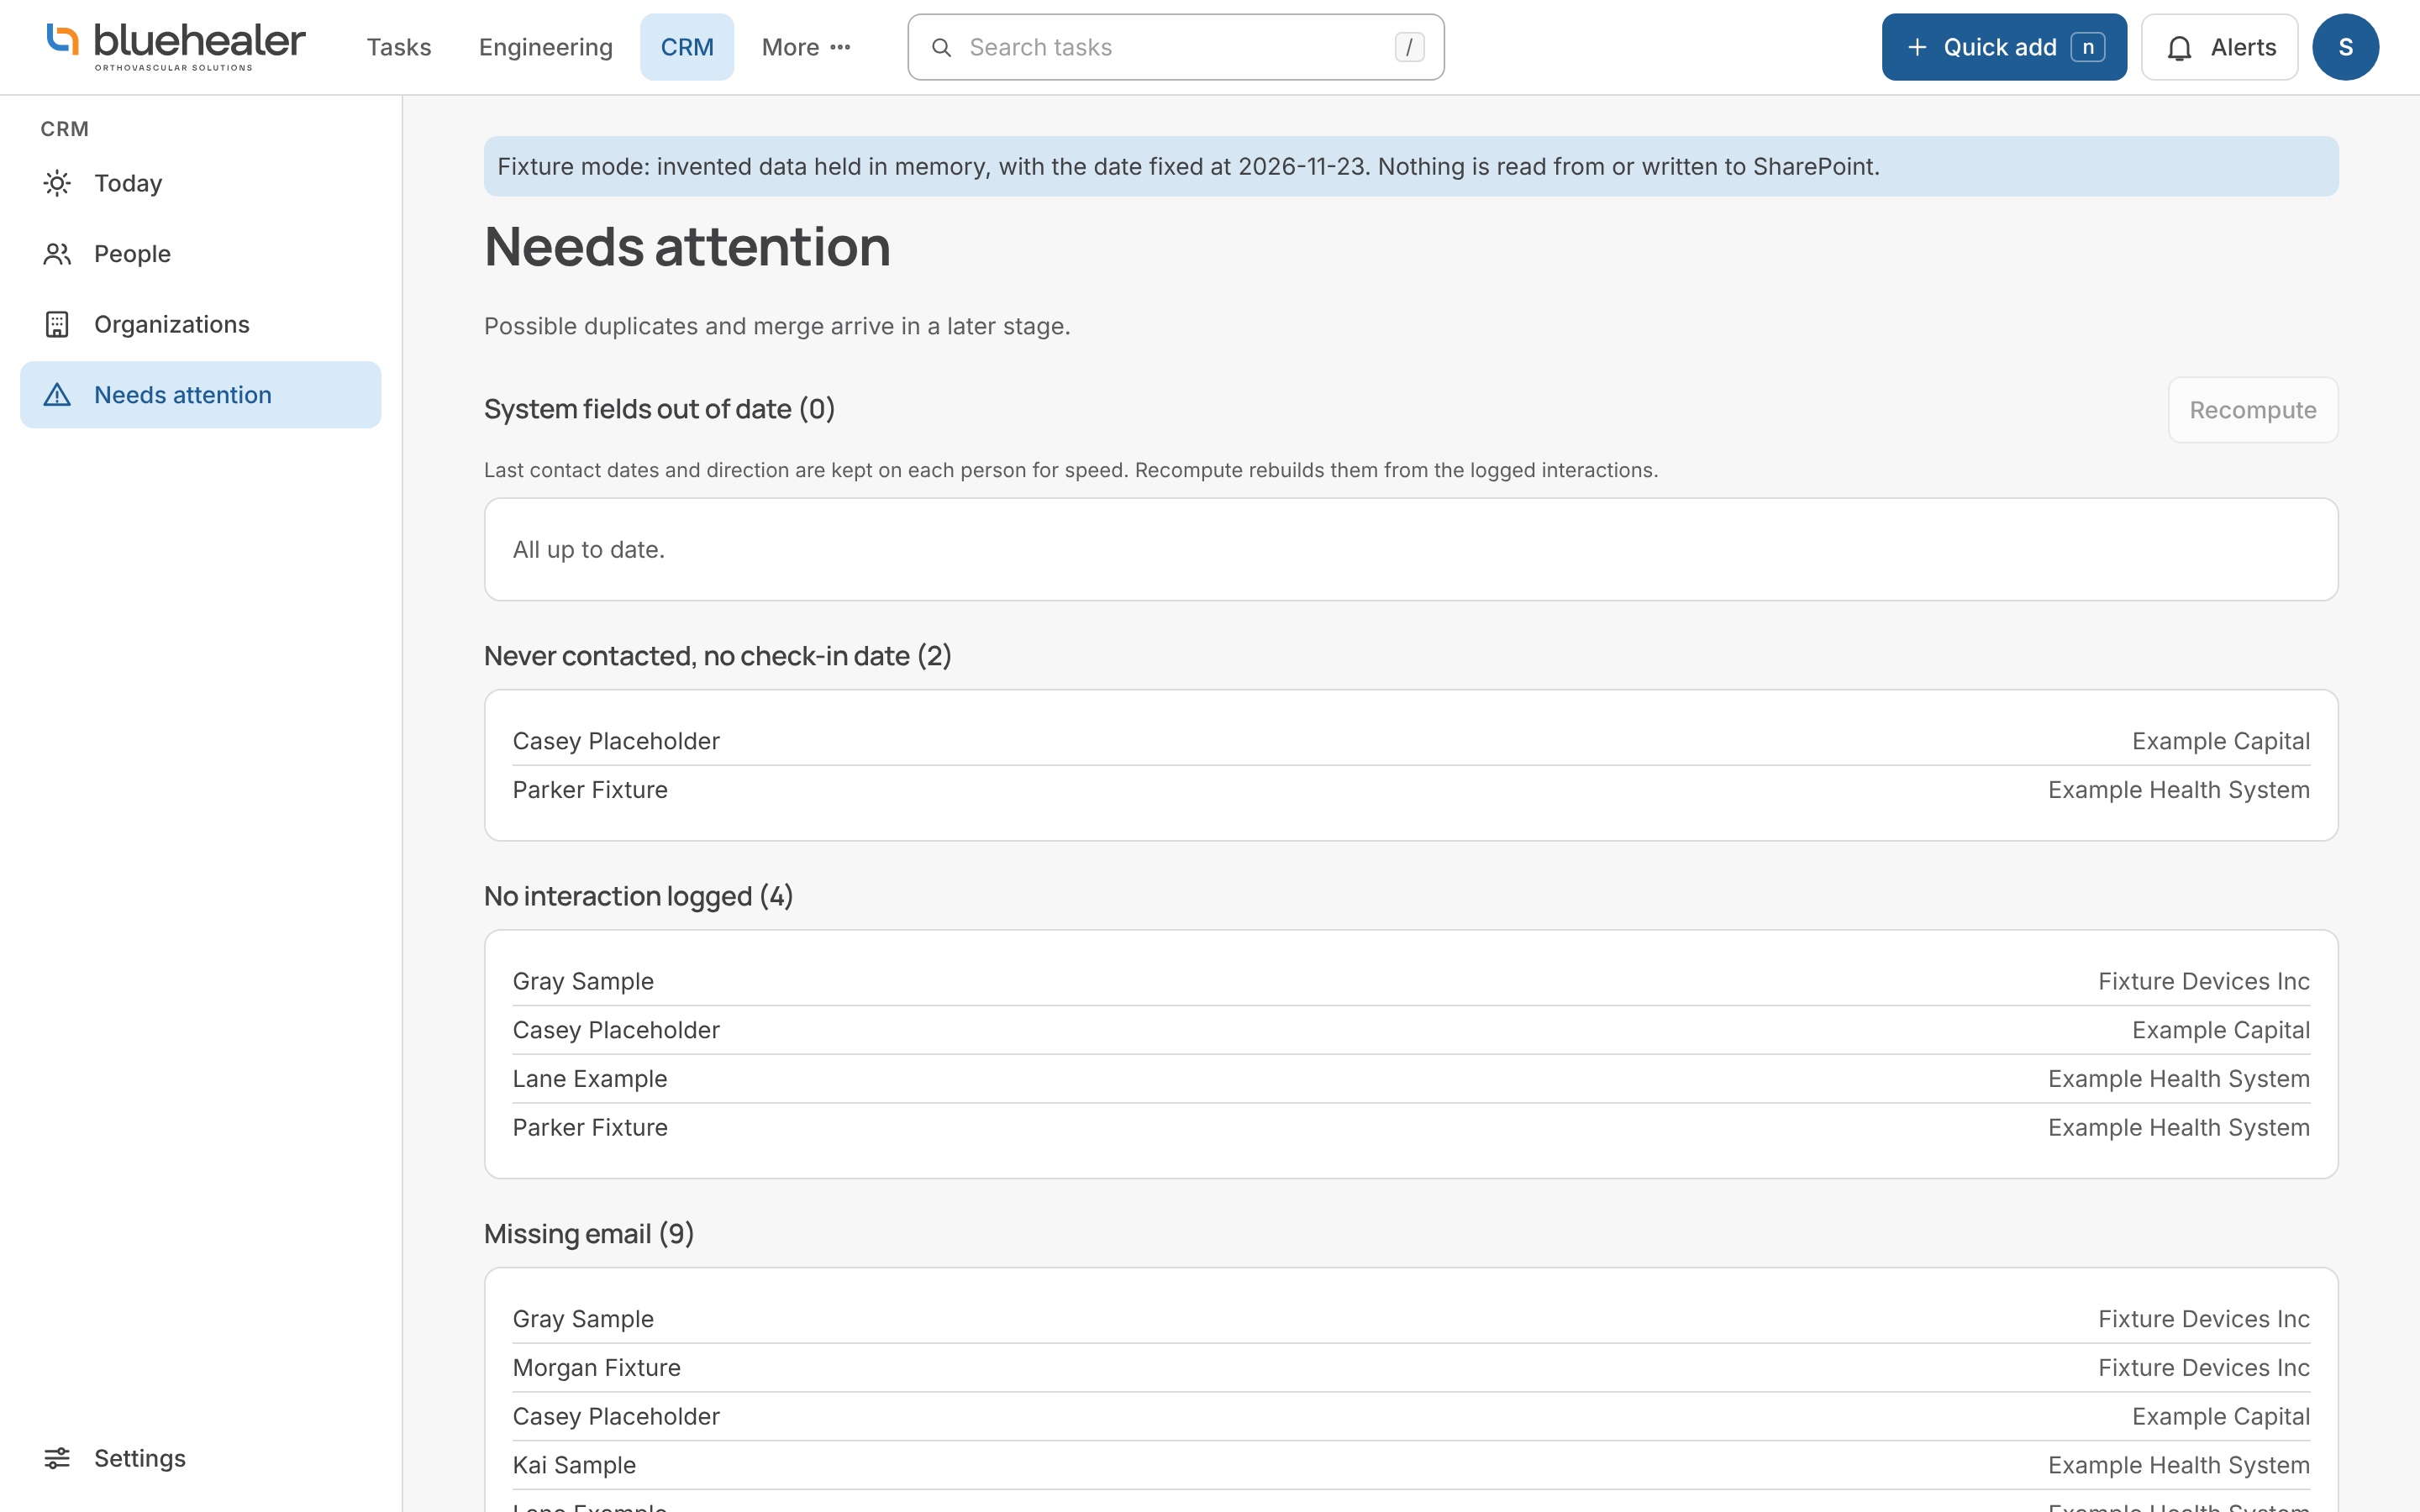 bluehealer
ORTHOVASCULAR SOLUTIONS
Tasks
Engineering
CRM
More
Search tasks
/
Quick add
n
Alerts
S
CRM
Today
People
Organizations
Needs attention
Settings
Fixture mode: invented data held in memory, with the date fixed at 2026-11-23. Nothing is read from or written to SharePoint.
Needs attention
Possible duplicates and merge arrive in a later stage.
System fields out of date (0)
Recompute
Last contact dates and direction are kept on each person for speed. Recompute rebuilds them from the logged interactions.
All up to date.
Never contacted, no check-in date (2)
Casey Placeholder Example Capital
Parker Fixture Example Health System
No interaction logged (4)
Gray Sample Fixture Devices Inc
Casey Placeholder Example Capital
Lane Example Example Health System
Parker Fixture Example Health System
Missing email (9)
Gray Sample Fixture Devices Inc
Morgan Fixture Fixture Devices Inc
Casey Placeholder Example Capital
Kai Sample Example Health System
Lane Example Example Health System